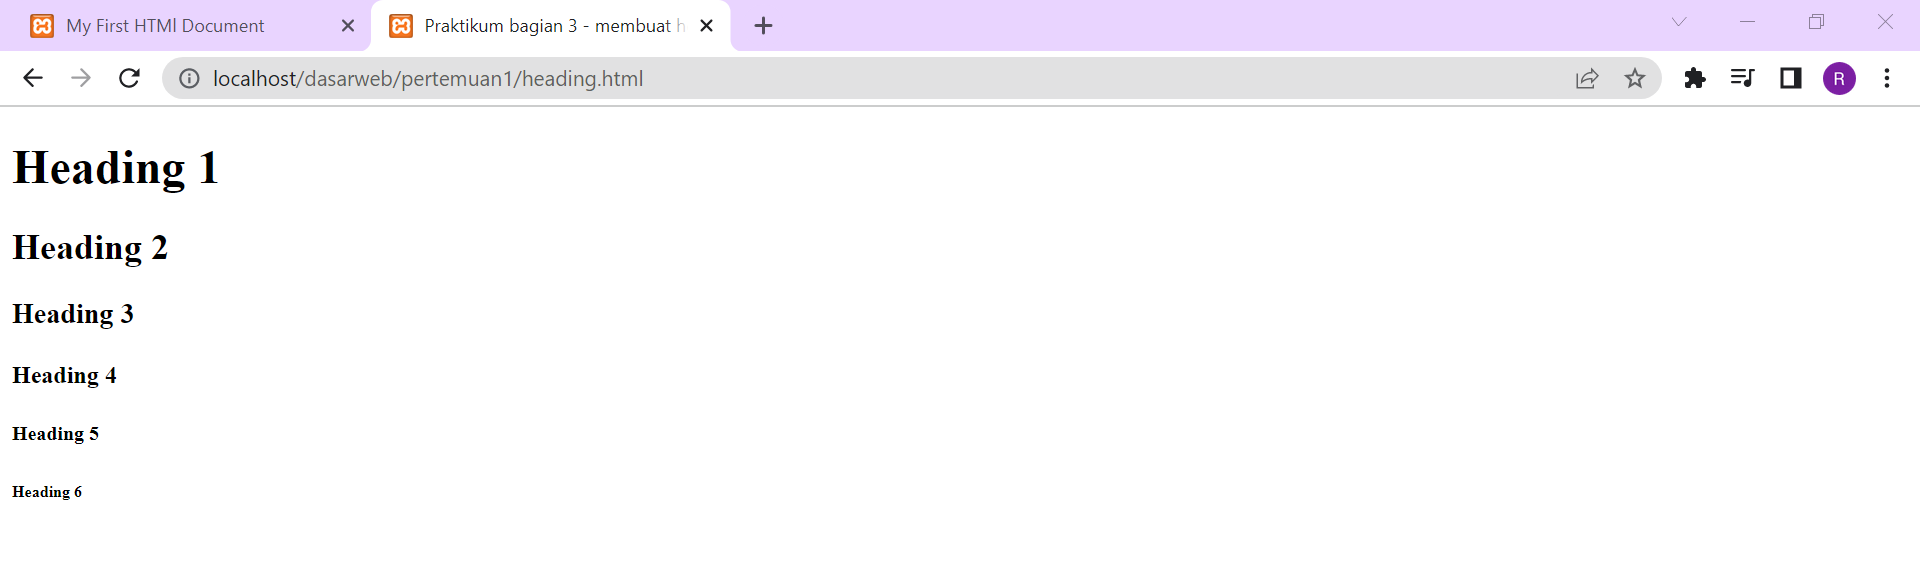 My First HTMl Document
Praktikum bagian 3 - membuat h
localhost/dasarweb/pertemuan1/heading.html
R
Heading 1
Heading 2
Heading 3
Heading 4
Heading 5
Heading 6